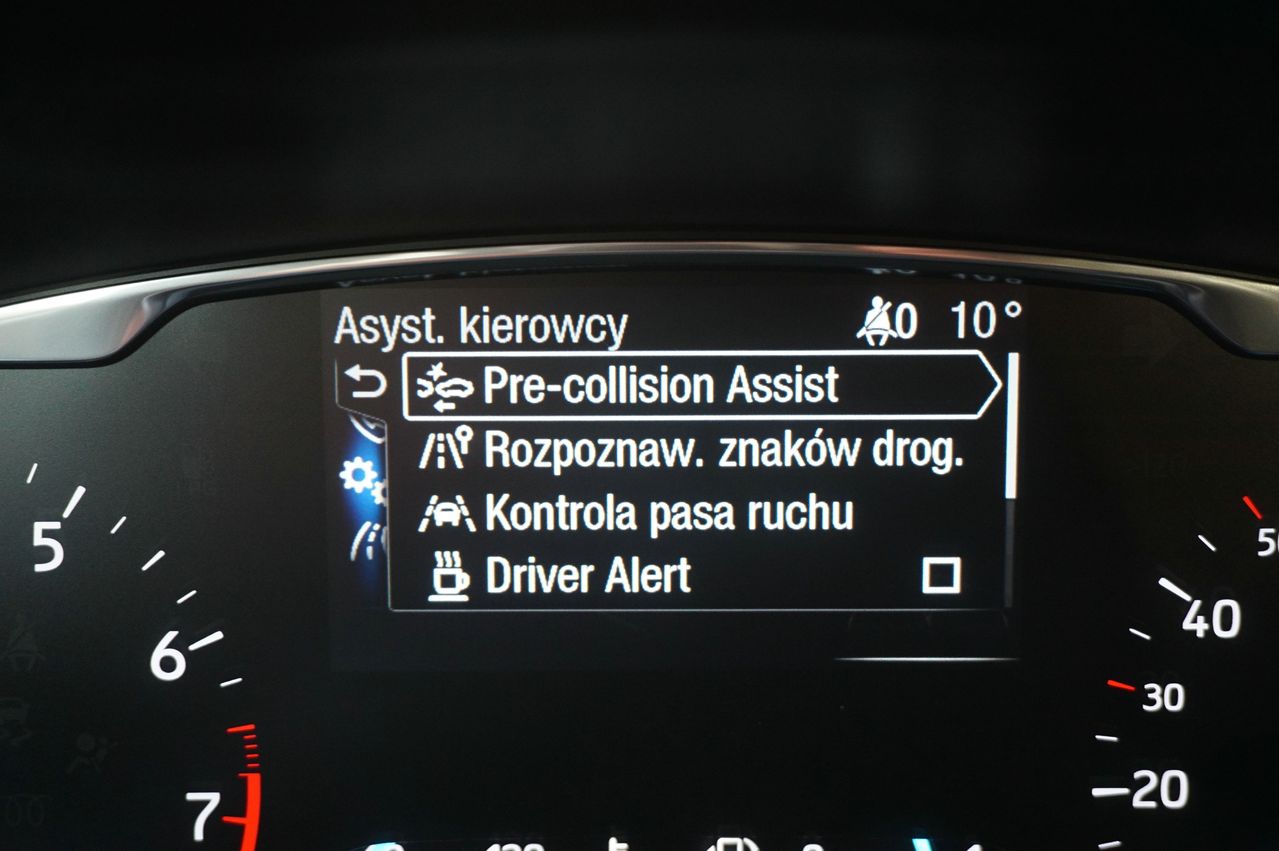 Asyst. kierowcy 0 10°
Pre-collision Assist
Rozpoznaw. znaków drog.
Kontrola pasa ruchu
Driver Alert
5
6
7
50
40
30
20